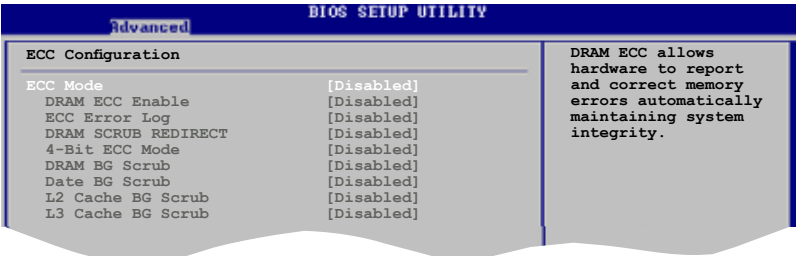 BIOS SETUP UTILITY
Advanced
ECC Configuration
ECC Mode [Disabled]
DRAM ECC Enable [Disabled]
ECC Error Log [Disabled]
DRAM SCRUB REDIRECT [Disabled]
4-Bit ECC Mode [Disabled]
DRAM BG Scrub [Disabled]
Date BG Scrub [Disabled]
L2 Cache BG Scrub [Disabled]
L3 Cache BG Scrub [Disabled]
DRAM ECC allows
hardware to report
and correct memory
errors automatically
maintaining system
integrity.